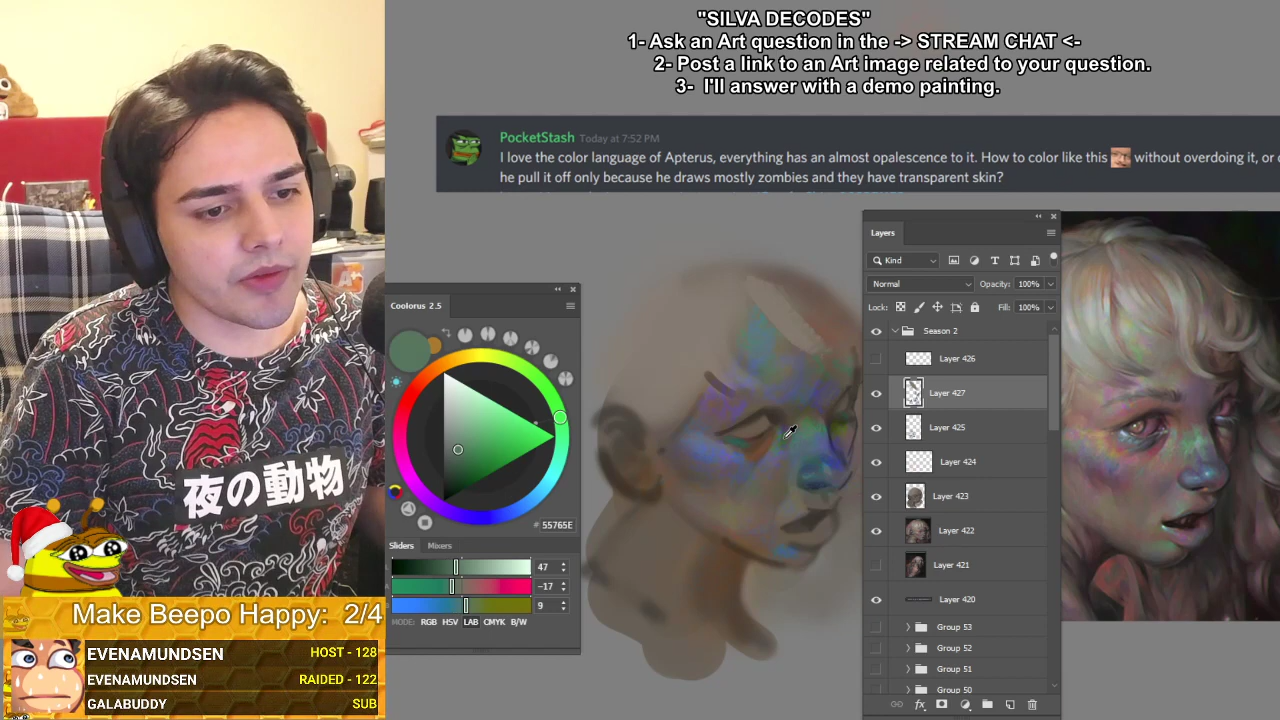 "SILVA DECODES"
1- Ask an Art question in the -> STREAM CHAT <-
2- Post a link to an Art image related to your question.
3- I'll answer with a demo painting.
PocketStash Today at 7:52 PM
I love the color language of Apterus, everything has an almost opalescence to it. How to color like this without overdoing it, or
he pull it off only because he draws mostly zombies and they have transparent skin?
Layers
Kind
Normal Opacity: 100%
Lock: Fill: 100%
Season 2
Layer 426
Layer 427
Layer 425
Layer 424
Layer 423
Layer 422
Layer 421
Layer 420
Group 53
Group 52
Group 51
Group 50
Coolorus 2.5
# 55765E
Sliders Mixers
47
-17
9
MODE: RGB HSV LAB CMYK B/W
夜の動物
Make Beepo Happy: 2/4
EVENAMUNDSEN HOST - 128
EVENAMUNDSEN RAIDED - 122
GALABUDDY SUB